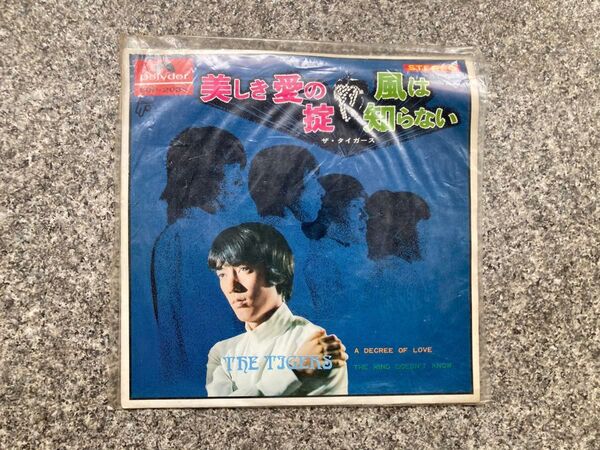 polydor
STEREO
美しき愛の掟
風は知らない
ザ・タイガース
THE TIGERS
A DECREE OF LOVE
THE WIND DOESN'T KNOW